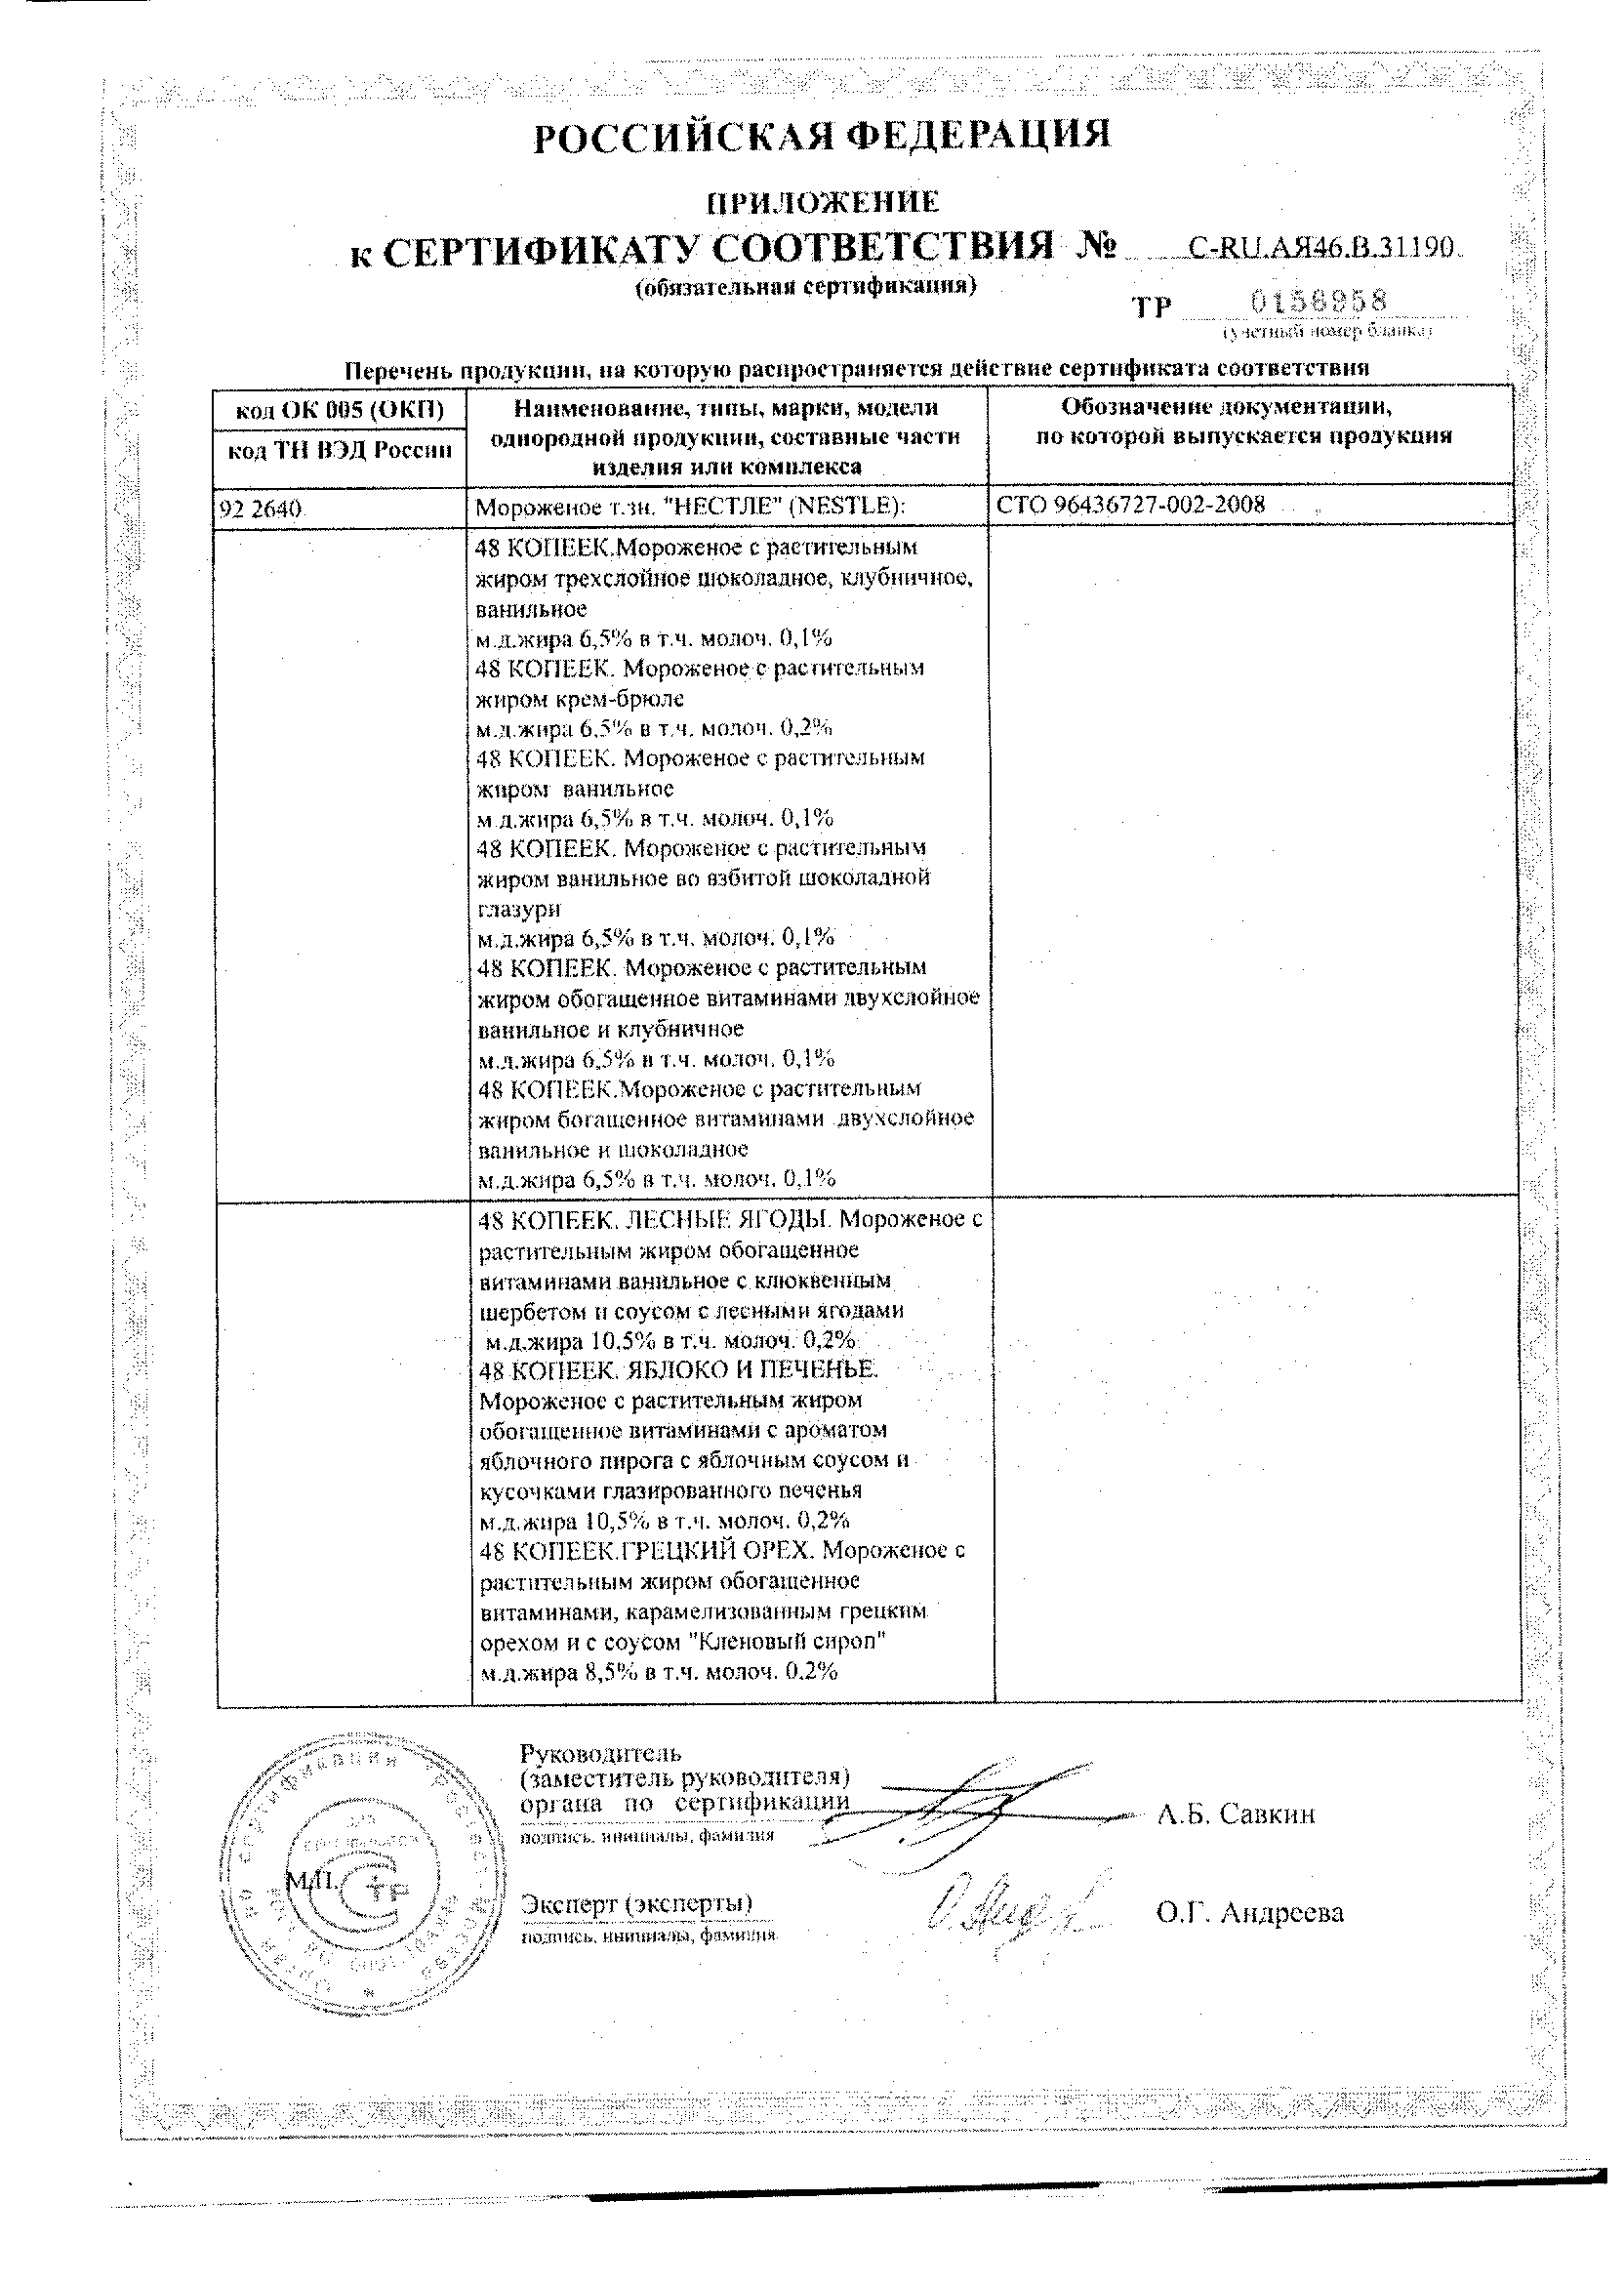 РОССИЙСКАЯ ФЕДЕРАЦИЯ
ПРИЛОЖЕНИЕ
к СЕРТИФИКАТУ СООТВЕТСТВИЯ № C-RU.АЯ46.В.31190
(обязательная сертификация)
ТР 0156958
(учетный номер бланка)
Перечень продукции, на которую распространяется действие сертификата соответствия
код ОК 005 (ОКП)
код ТН ВЭД России
Наименование, типы, марки, модели
однородной продукции, составные части
изделия или комплекса
Обозначение документации,
по которой выпускается продукция
92 2640
Мороженое т.зн. "НЕСТЛЕ" (NESTLE):
СТО 96436727-002-2008
48 КОПЕЕК.Мороженое с растительным
жиром трехслойное шоколадное, клубничное,
ванильное
м.д.жира 6,5% в т.ч. молоч. 0,1%
48 КОПЕЕК. Мороженое с растительным
жиром крем-брюле
м.д.жира 6,5% в т.ч. молоч. 0,2%
48 КОПЕЕК. Мороженое с растительным
жиром ванильное
м.д.жира 6,5% в т.ч. молоч. 0,1%
48 КОПЕЕК. Мороженое с растительным
жиром ванильное во взбитой шоколадной
глазури
м.д.жира 6,5% в т.ч. молоч. 0,1%
48 КОПЕЕК. Мороженое с растительным
жиром обогащенное витаминами двухслойное
ванильное и клубничное
м.д.жира 6,5% в т.ч. молоч. 0,1%
48 КОПЕЕК.Мороженое с растительным
жиром богащенное витаминами двухслойное
ванильное и шоколадное
м.д.жира 6,5% в т.ч. молоч. 0,1%
48 КОПЕЕК. ЛЕСНЫЕ ЯГОДЫ. Мороженое с
растительным жиром обогащенное
витаминами ванильное с клюквенным
шербетом и соусом с лесными ягодами
м.д.жира 10,5% в т.ч. молоч. 0,2%
48 КОПЕЕК. ЯБЛОКО И ПЕЧЕНЬЕ.
Мороженое с растительным жиром
обогащенное витаминами с ароматом
яблочного пирога с яблочным соусом и
кусочками глазированного печенья
м.д.жира 10,5% в т.ч. молоч. 0,2%
48 КОПЕЕК.ГРЕЦКИЙ ОРЕХ. Мороженое с
растительным жиром обогащенное
витаминами, карамелизованным грецким
орехом и с соусом "Кленовый сироп"
м.д.жира 8,5% в т.ч. молоч. 0,2%
Руководитель
(заместитель руководителя)
органа по сертификации
подпись, инициалы, фамилия
А.Б. Савкин
М.П.
Эксперт (эксперты)
подпись, инициалы, фамилия
О.Г. Андреева